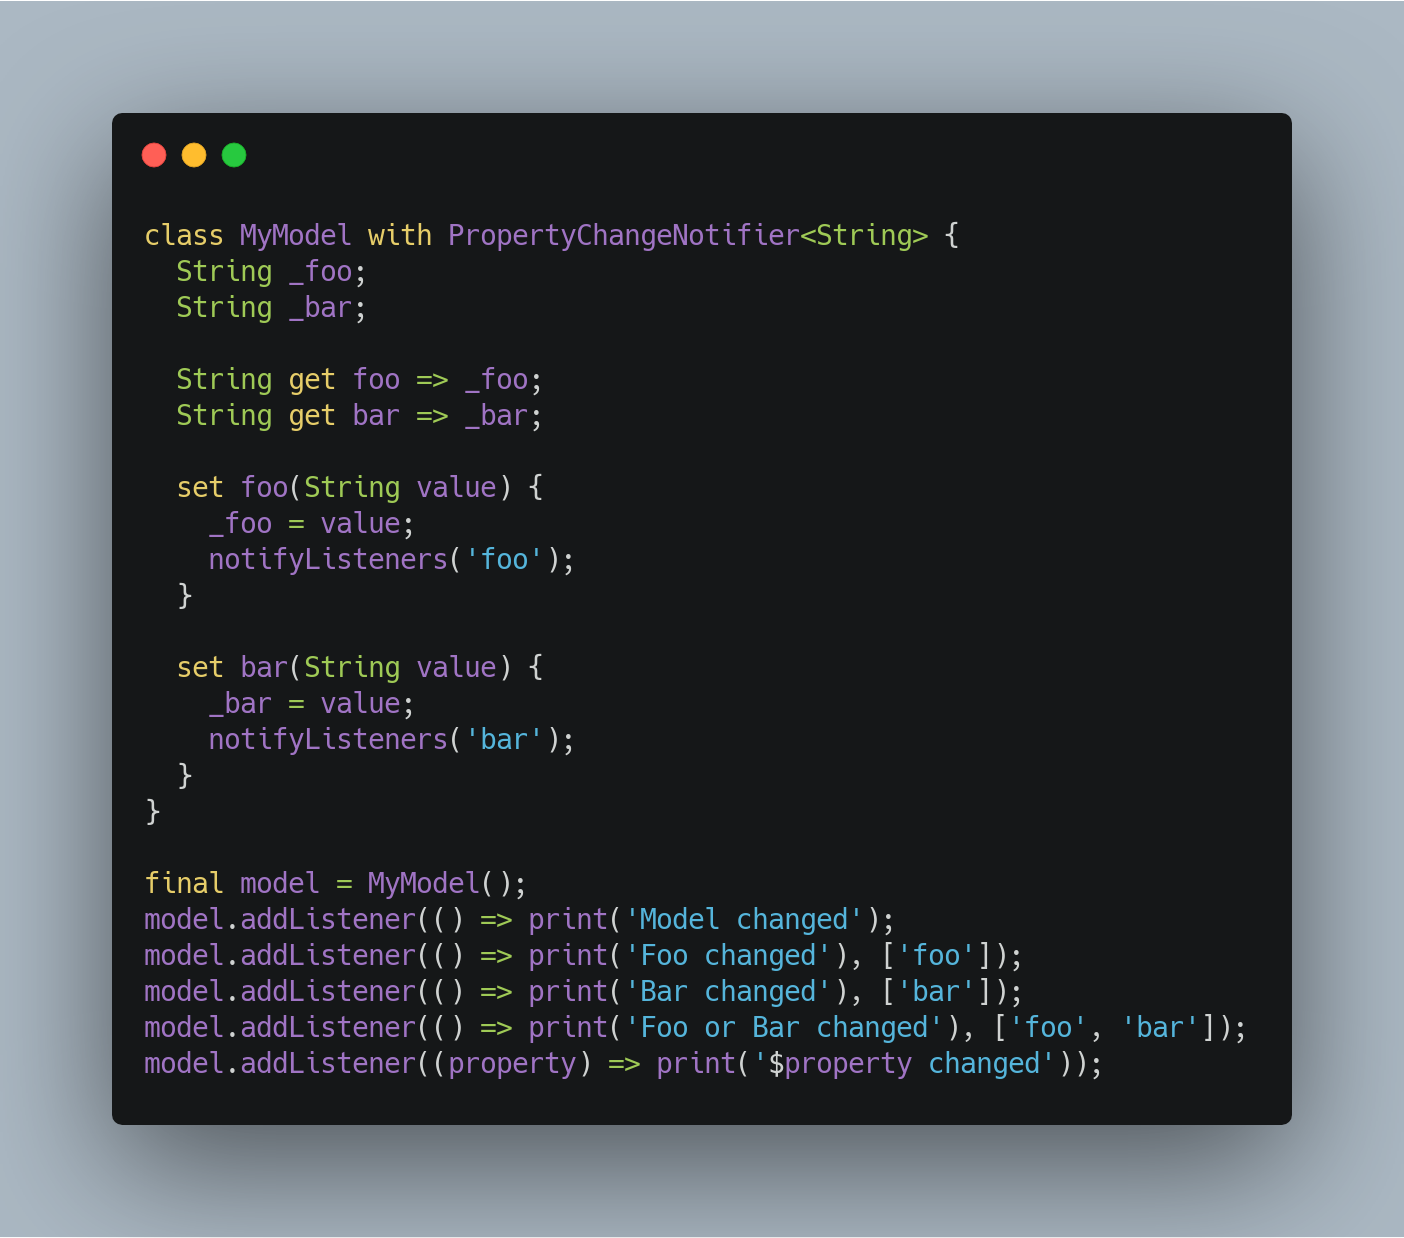 class MyModel with PropertyChangeNotifier<String> {
  String _foo;
  String _bar;

  String get foo => _foo;
  String get bar => _bar;

  set foo(String value) {
    _foo = value;
    notifyListeners('foo');
  }

  set bar(String value) {
    _bar = value;
    notifyListeners('bar');
  }
}

final model = MyModel();
model.addListener(() => print('Model changed');
model.addListener(() => print('Foo changed'), ['foo']);
model.addListener(() => print('Bar changed'), ['bar']);
model.addListener(() => print('Foo or Bar changed'), ['foo', 'bar']);
model.addListener((property) => print('$property changed'));